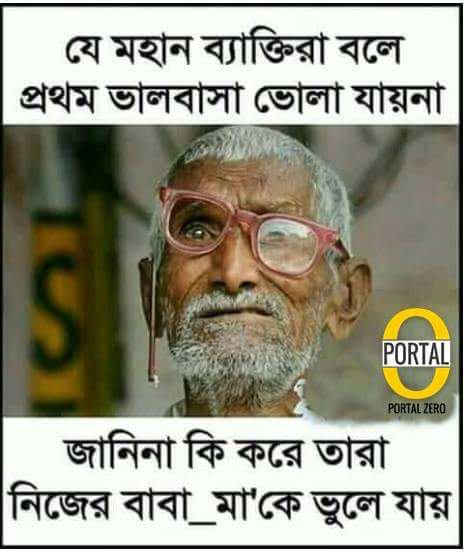 যে মহান ব্যাক্তিরা বলে
প্রথম ভালবাসা ভোলা যায়না
S
PORTAL
PORTAL ZERO
জানিনা কি করে তারা
নিজের বাবা_মা'কে ভুলে যায়